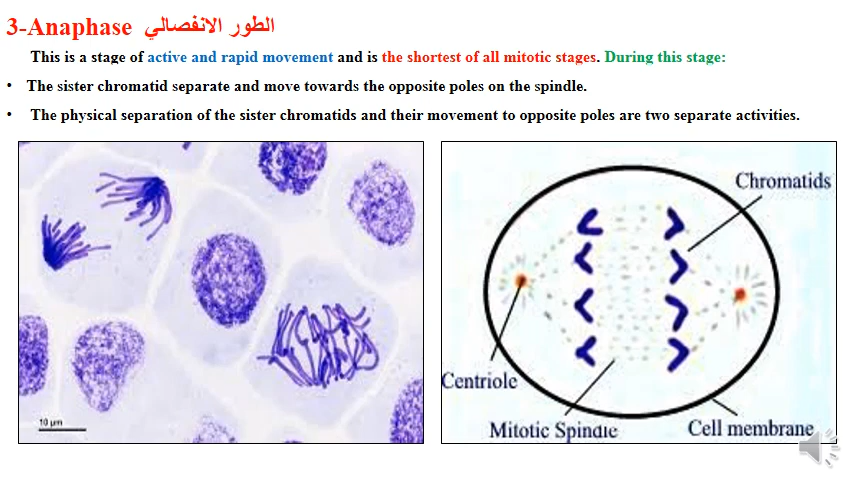 3-Anaphase الطور الانفصالي
This is a stage of active and rapid movement and is the shortest of all mitotic stages. During this stage:
• The sister chromatid separate and move towards the opposite poles on the spindle.
• The physical separation of the sister chromatids and their movement to opposite poles are two separate activities.
Chromatids
Centriole
Mitotic Spindle
Cell membrane
10 µm